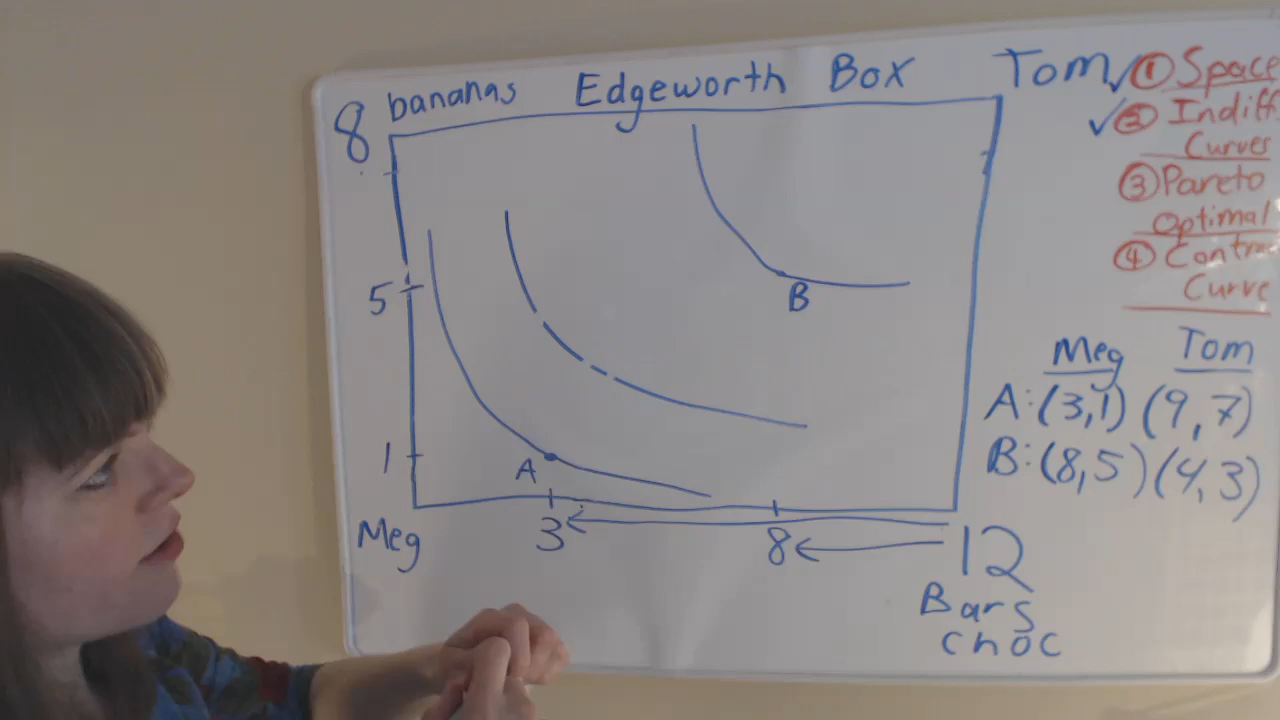 8 bananas Edgeworth Box Tom
✓① Space
✓② Indiff
Curves
③ Pareto
Optimal
④ Contra
Curve
5
B
1
A
Meg
3
8
12
Bars
choc
Meg Tom
A: (3,1) (9,7)
B: (8,5) (4,3)